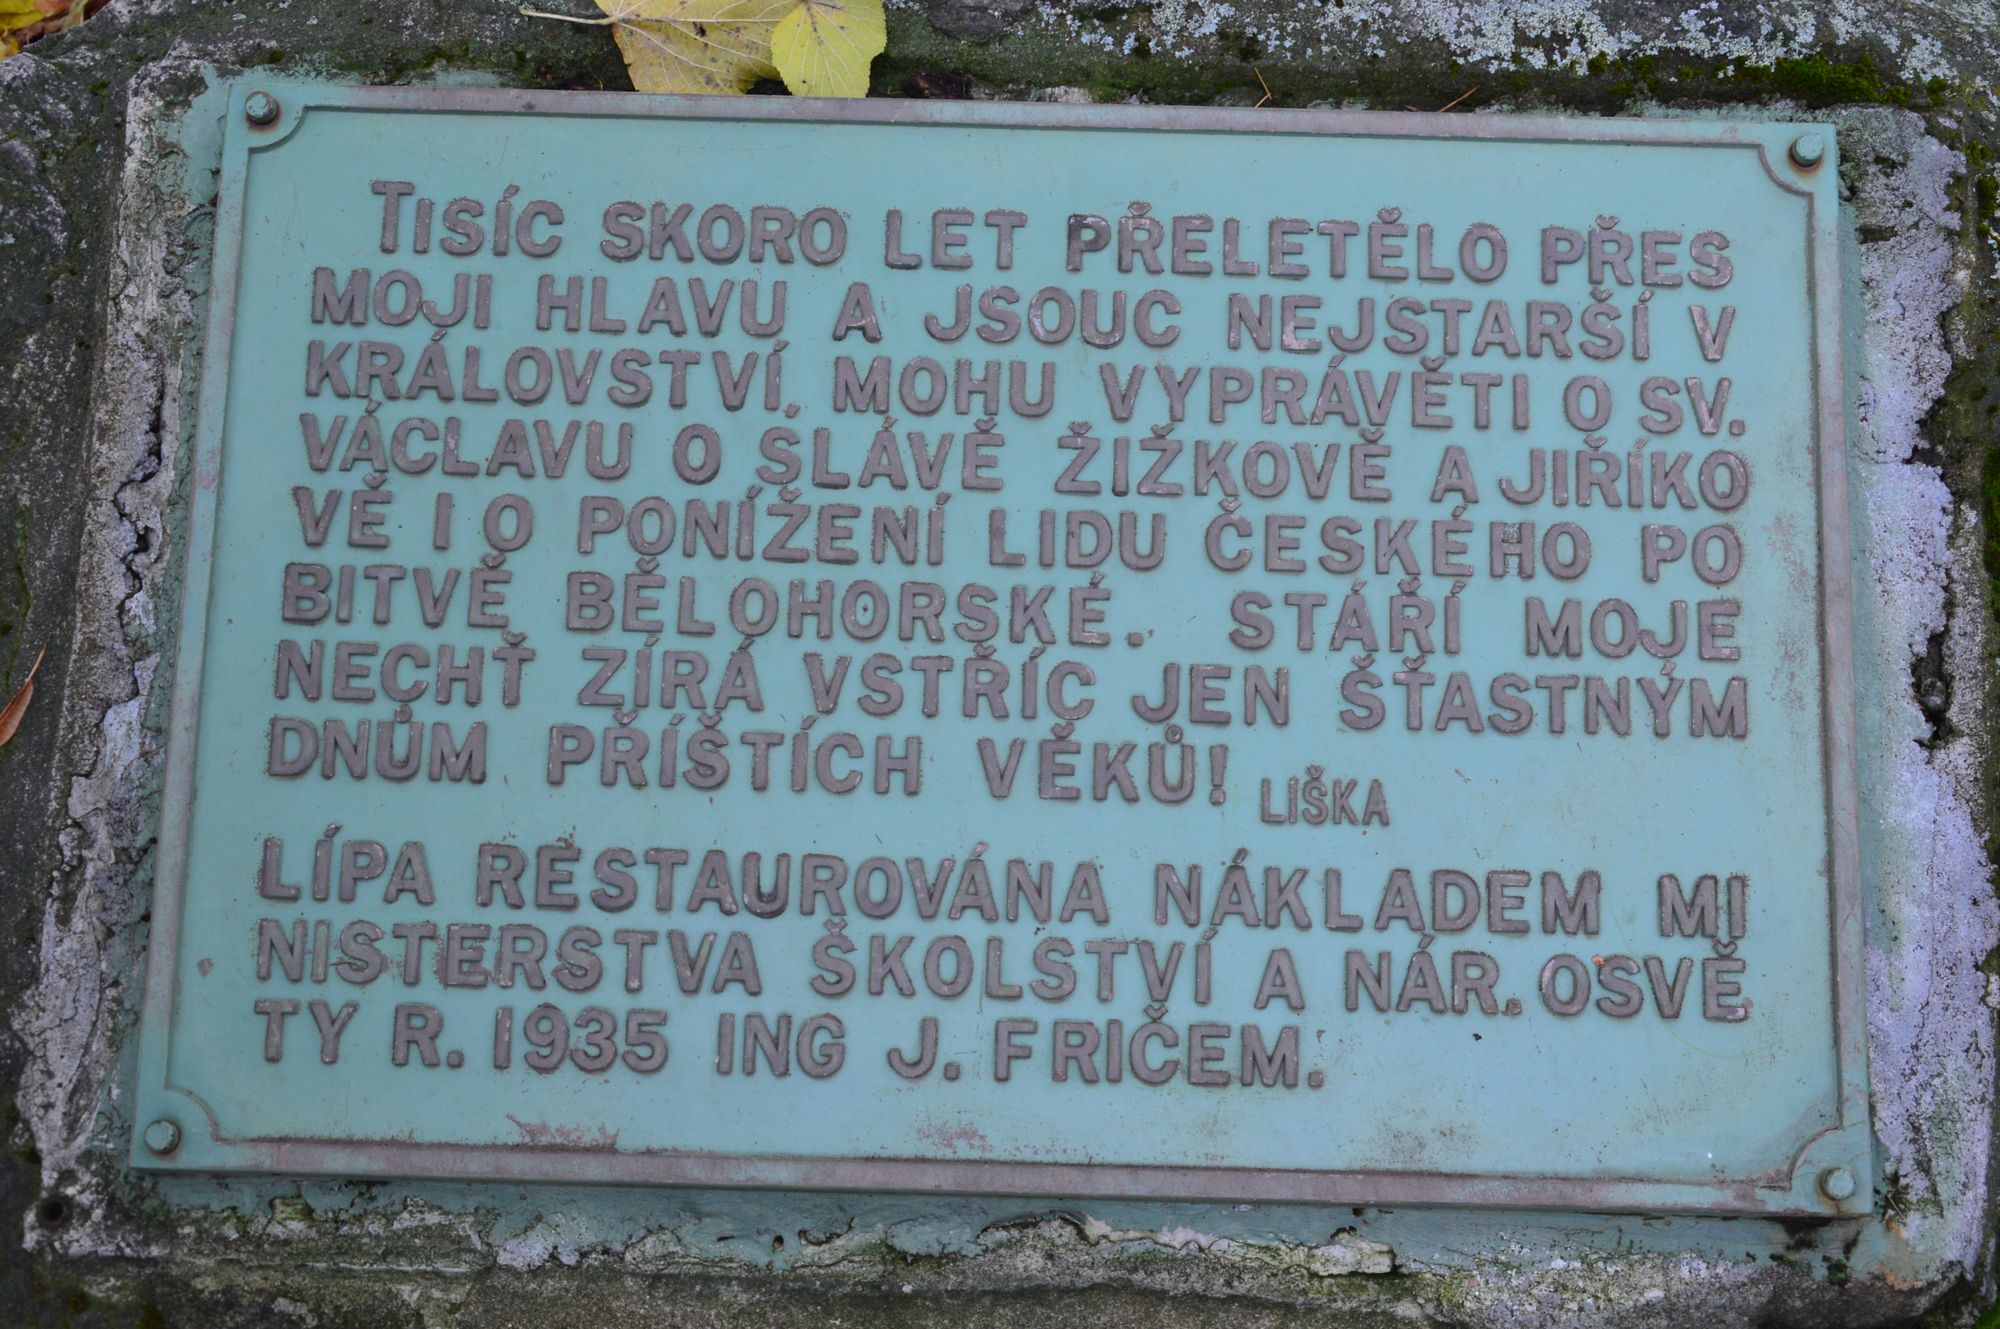 TISÍC SKORO LET PŘELETĚLO PŘES
MOJI HLAVU A JSOUC NEJSTARŠÍ V
KRÁLOVSTVÍ, MOHU VYPRÁVĚTI O SV.
VÁCLAVU O SLÁVĚ ŽIŽKOVĚ A JIŘÍKO
VĚ I O PONÍŽENÍ LIDU ČESKÉHO PO
BITVĚ BĚLOHORSKÉ. STÁŘÍ MOJE
NECHŤ ZÍRÁ VSTŘÍC JEN ŠŤASTNÝM
DNŮM PŘÍŠTÍCH VĚKŮ! LIŠKA
LÍPA RESTAUROVÁNA NÁKLADEM MI
NISTERSTVA ŠKOLSTVÍ A NÁR. OSVĚ
TY R. 1935 ING J. FRIČEM.